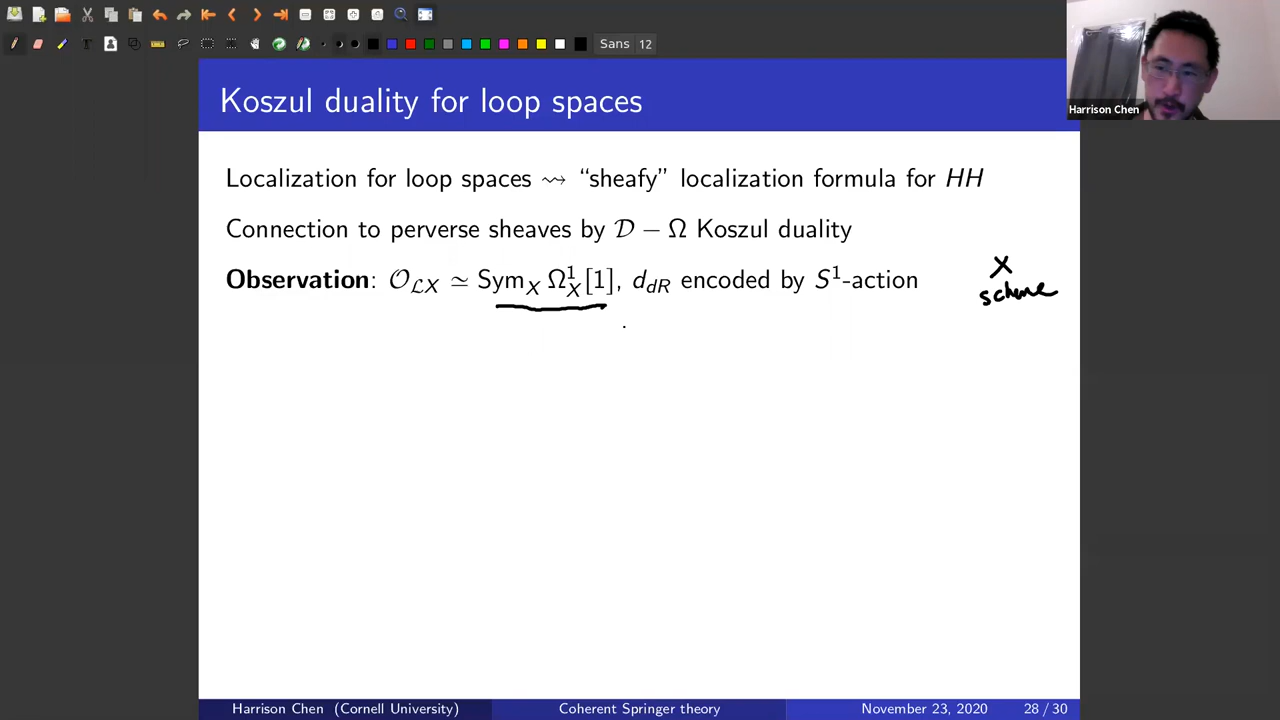 Sans 12
Harrison Chen
Koszul duality for loop spaces
Localization for loop spaces ⇝ “sheafy” localization formula for HH
Connection to perverse sheaves by 𝒟 − Ω Koszul duality
Observation: 𝒪_{ℒX} ≃ Sym_X Ω¹_X[1], d_{dR} encoded by S¹-action
X
scheme
Harrison Chen (Cornell University) Coherent Springer theory November 23, 2020 28 / 30